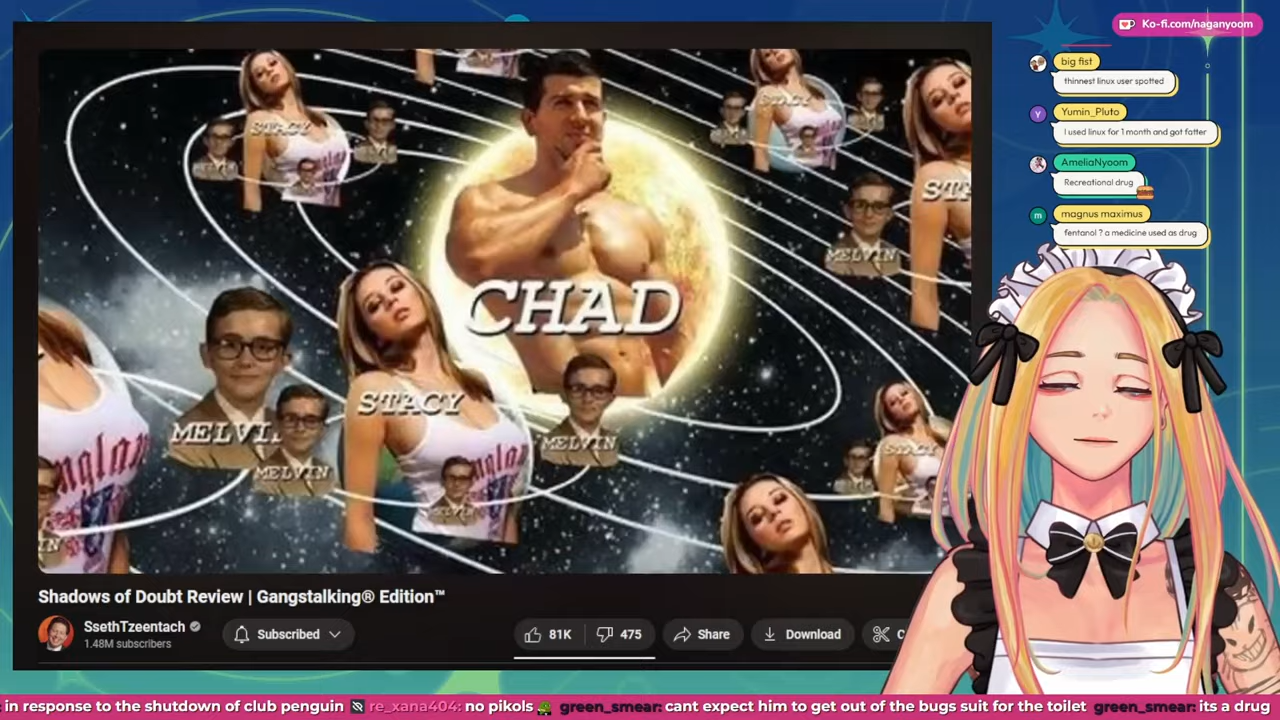 Ko-fi.com/naganyoom
big fist
thinnest linux user spotted
Yumin_Pluto
I used linux for 1 month and got fatter
AmeliaNyoom
Recreational drug
m
magnus maximus
fentanol ? a medicine used as drug
Y
STACY
STACY
MELVIN
CHAD
STACY
MELVIN
MELVIN
MELVIN
STACY
Shadows of Doubt Review | Gangstalking® Edition™
SsethTzeentach
1.48M subscribers
Subscribed
81K
475
Share
Download
C
in response to the shutdown of club penguin re_xana404: no pikols green_smear: cant expect him to get out of the bugs suit for the toilet green_smear: its a drug